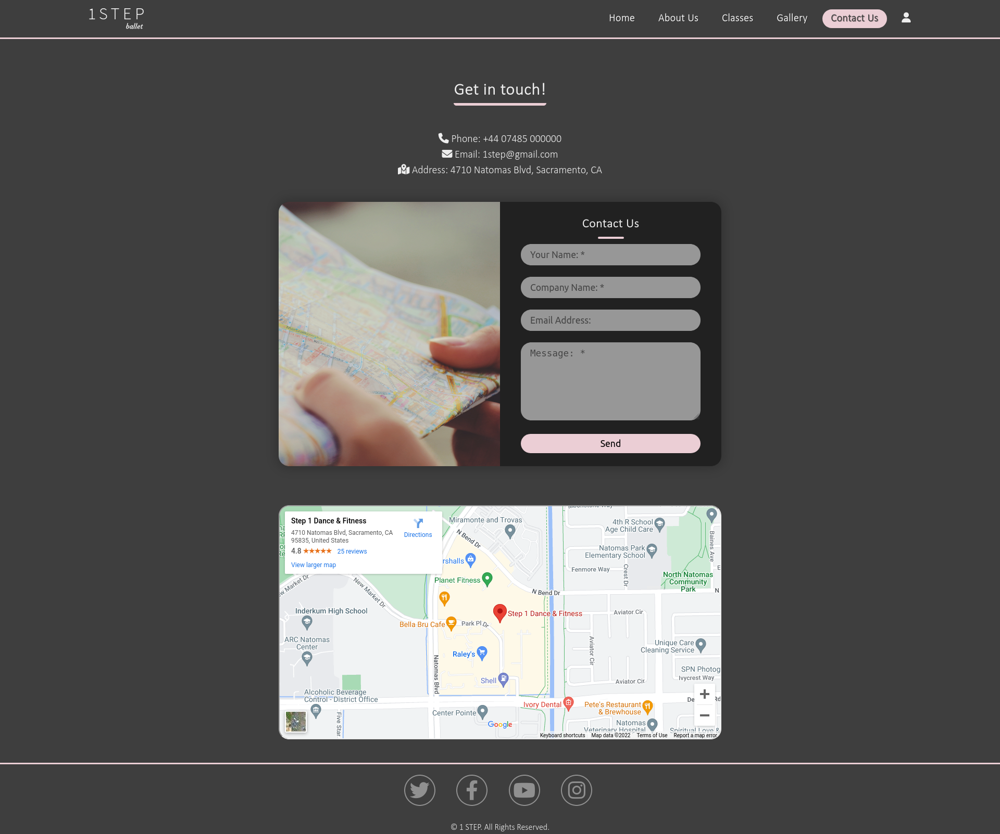 1STEP
ballet
Home
About Us
Classes
Gallery
Contact Us
Get in touch!
Phone: +44 07485 000000
Email: 1step@gmail.com
Address: 4710 Natomas Blvd, Sacramento, CA
Contact Us
Your Name: *
Company Name: *
Email Address:
Message: *
Send
Marszałkowska
Poznańska
Step 1 Dance & Fitness
4710 Natomas Blvd, Sacramento, CA
95835, United States
4.8
25 reviews
View larger map
Directions
Miramonte and Trovas
N Bend Dr
rshalls
Planet Fitness
4th R School
Age Child Care
Natomas Park
Elementary School
Baines Ave
Fenmore Way
Crest Dr
North Natomas
Community
Park
N Bend Dr
N
ew Market Dr
New Market Dr
Inderkum High School
Step 1 Dance & Fitness
Aviator Cir
Bella Bru Cafe
Park Pl Dr
ARC Natomas
Center
Aviator Cir
Unique Care
Cleaning Service
Raley's
Natomas Blvd
SPN Photog
Ivycrest Way
Shell
Aviator Cir
Alcoholic Beverage
Control - District Office
Ivory Dental
Pete's Restaurant
& Brewhouse
De
Rd
Center Pointe
Five Star
Google
Natomas
Veterinary Hospital
Spiritual Love &
Keyboard shortcuts
Map data ©2022
Terms of Use
Report a map error
© 1 STEP. All Rights Reserved.